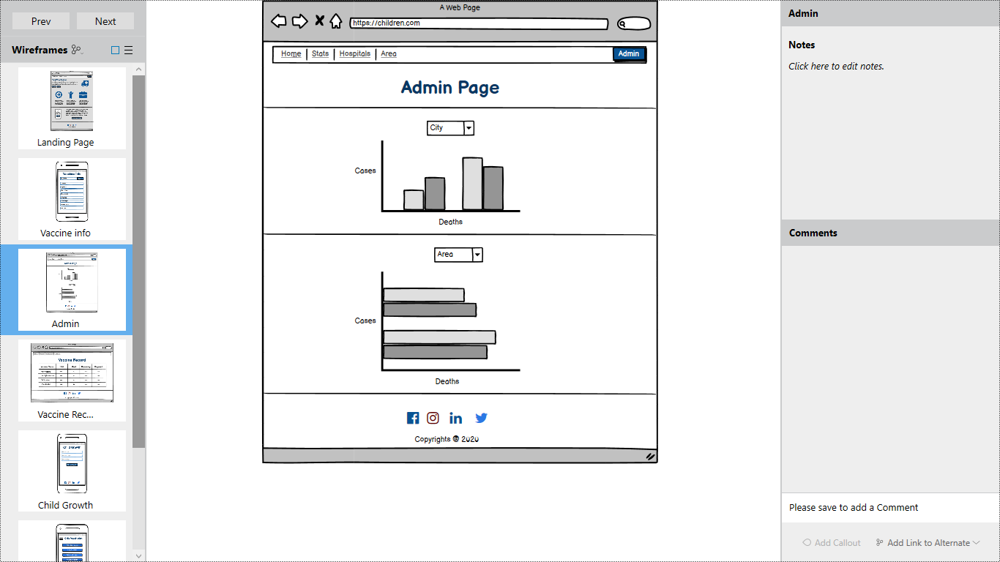 Prev
Next
Wireframes
Landing Page
Vaccine info
Admin
Vaccine Rec...
Child Growth
A Web Page
https://children.com
Home
Stats
Hospitals
Area
Admin
Admin Page
City
Cases
Deaths
Area
Cases
Deaths
Copyrights @ 2020
Admin
Notes
Click here to edit notes.
Comments
Please save to add a Comment
Add Callout
Add Link to Alternate